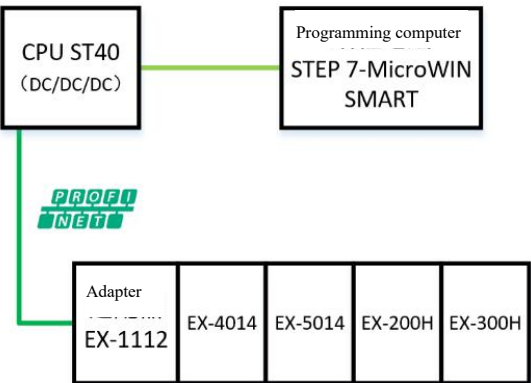 CPU ST40
（DC/DC/DC）
Programming computer
STEP 7-MicroWIN
SMART
PROFI
NET
Adapter
EX-1112
EX-4014
EX-5014
EX-200H
EX-300H